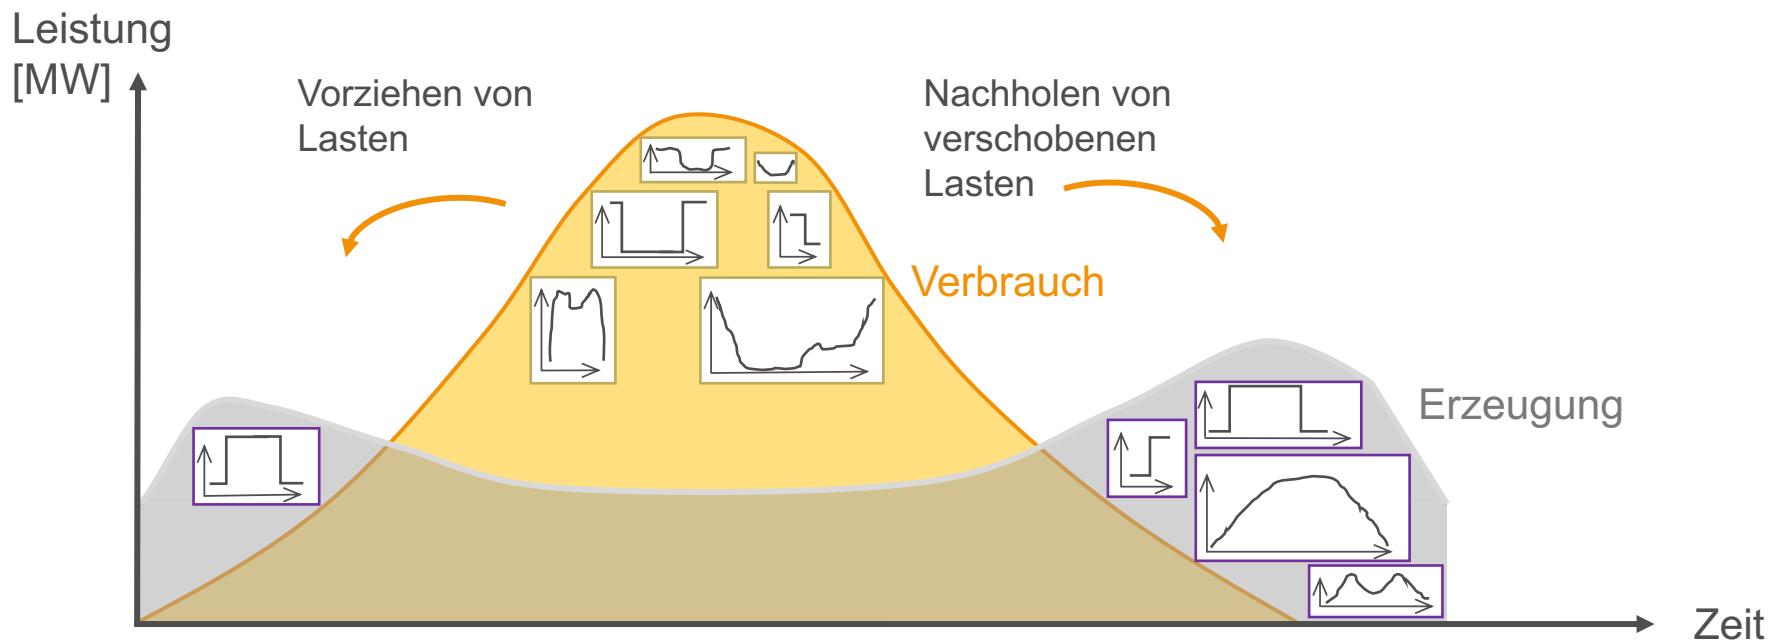 Leistung
[MW]
Vorziehen von
Lasten
Nachholen von
verschobenen
Lasten
Verbrauch
Erzeugung
Zeit